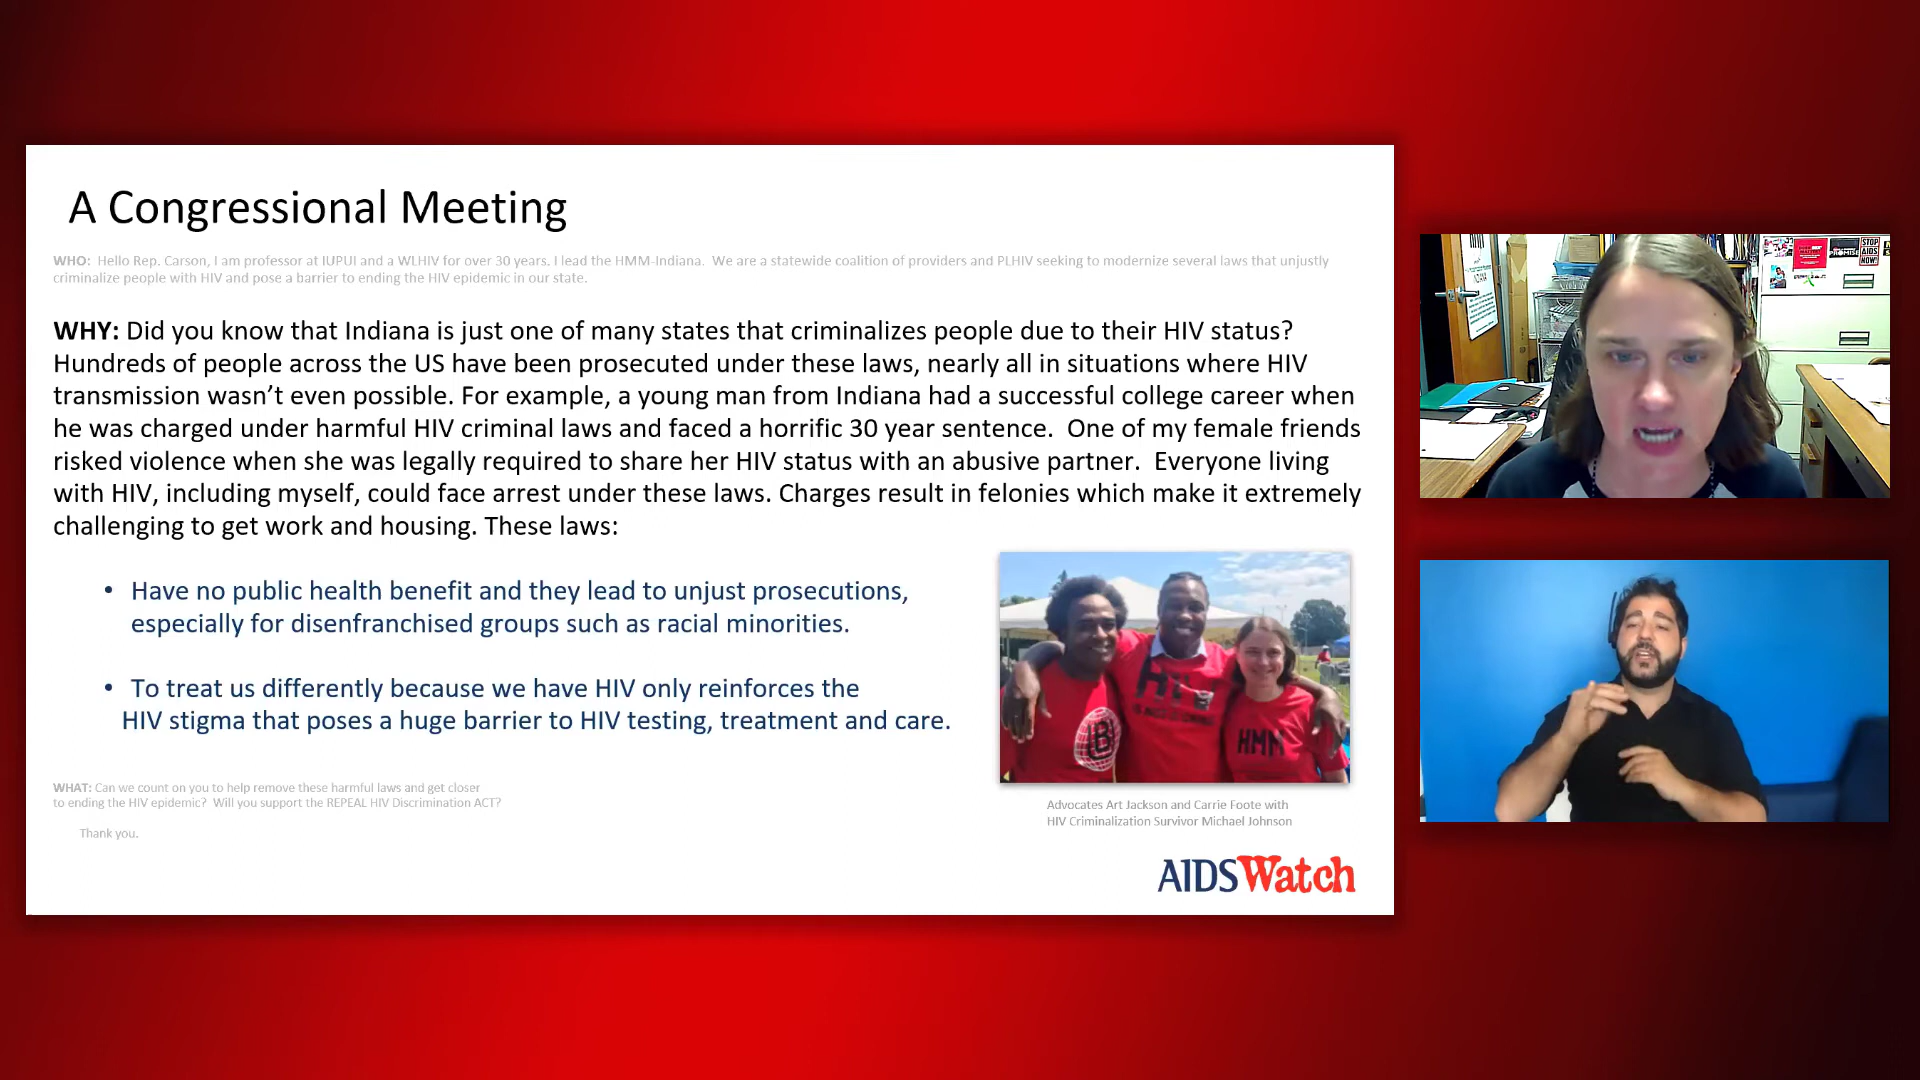 A Congressional Meeting
WHO: Hello Rep. Carson, I am professor at IUPUI and a WLHIV for over 30 years. I lead the HMM-Indiana. We are a statewide coalition of providers and PLHIV seeking to modernize several laws that unjustly
criminalize people with HIV and pose a barrier to ending the HIV epidemic in our state.
WHY: Did you know that Indiana is just one of many states that criminalizes people due to their HIV status?
Hundreds of people across the US have been prosecuted under these laws, nearly all in situations where HIV
transmission wasn’t even possible. For example, a young man from Indiana had a successful college career when
he was charged under harmful HIV criminal laws and faced a horrific 30 year sentence. One of my female friends
risked violence when she was legally required to share her HIV status with an abusive partner. Everyone living
with HIV, including myself, could face arrest under these laws. Charges result in felonies which make it extremely
challenging to get work and housing. These laws:
• Have no public health benefit and they lead to unjust prosecutions,
especially for disenfranchised groups such as racial minorities.
• To treat us differently because we have HIV only reinforces the
HIV stigma that poses a huge barrier to HIV testing, treatment and care.
WHAT: Can we count on you to help remove these harmful laws and get closer
to ending the HIV epidemic? Will you support the REPEAL HIV Discrimination ACT?
Thank you.
HMM
Advocates Art Jackson and Carrie Foote with
HIV Criminalization Survivor Michael Johnson
AIDSWatch
STOP
AIDS
NOW!